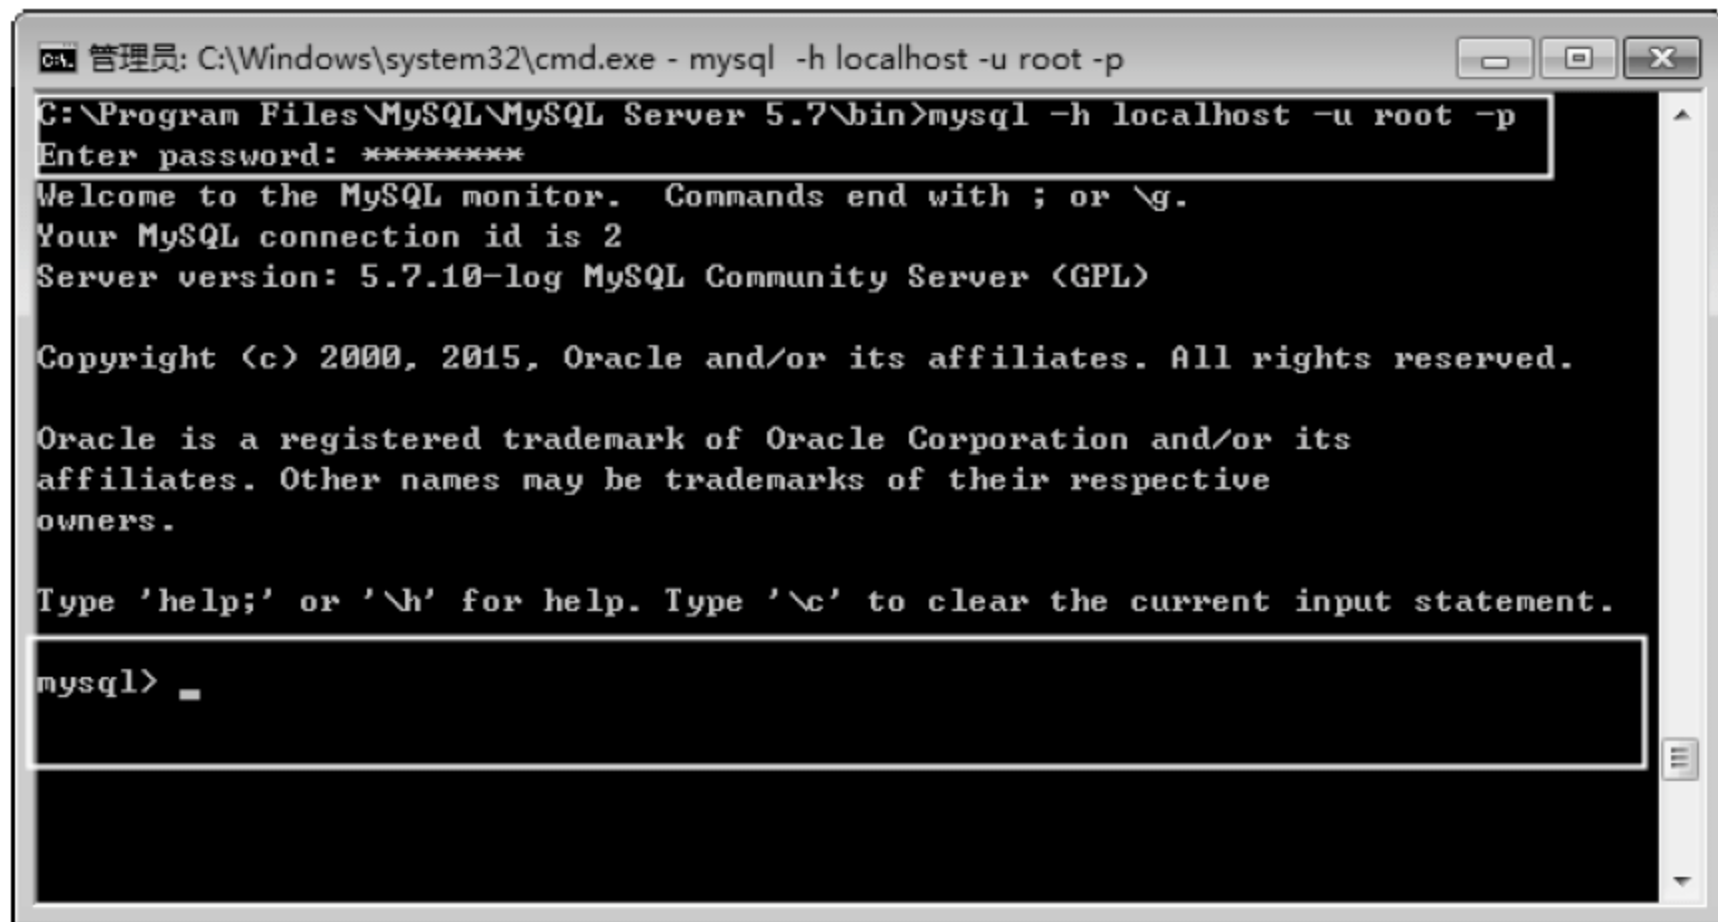 管理员: C:\Windows\system32\cmd.exe - mysql  -h localhost -u root -p
C:\Program Files\MySQL\MySQL Server 5.7\bin>mysql -h localhost -u root -p
Enter password: ********
Welcome to the MySQL monitor.  Commands end with ; or \g.
Your MySQL connection id is 2
Server version: 5.7.10-log MySQL Community Server (GPL)
Copyright (c) 2000, 2015, Oracle and/or its affiliates. All rights reserved.
Oracle is a registered trademark of Oracle Corporation and/or its
affiliates. Other names may be trademarks of their respective
owners.
Type 'help;' or '\h' for help. Type '\c' to clear the current input statement.
mysql> _